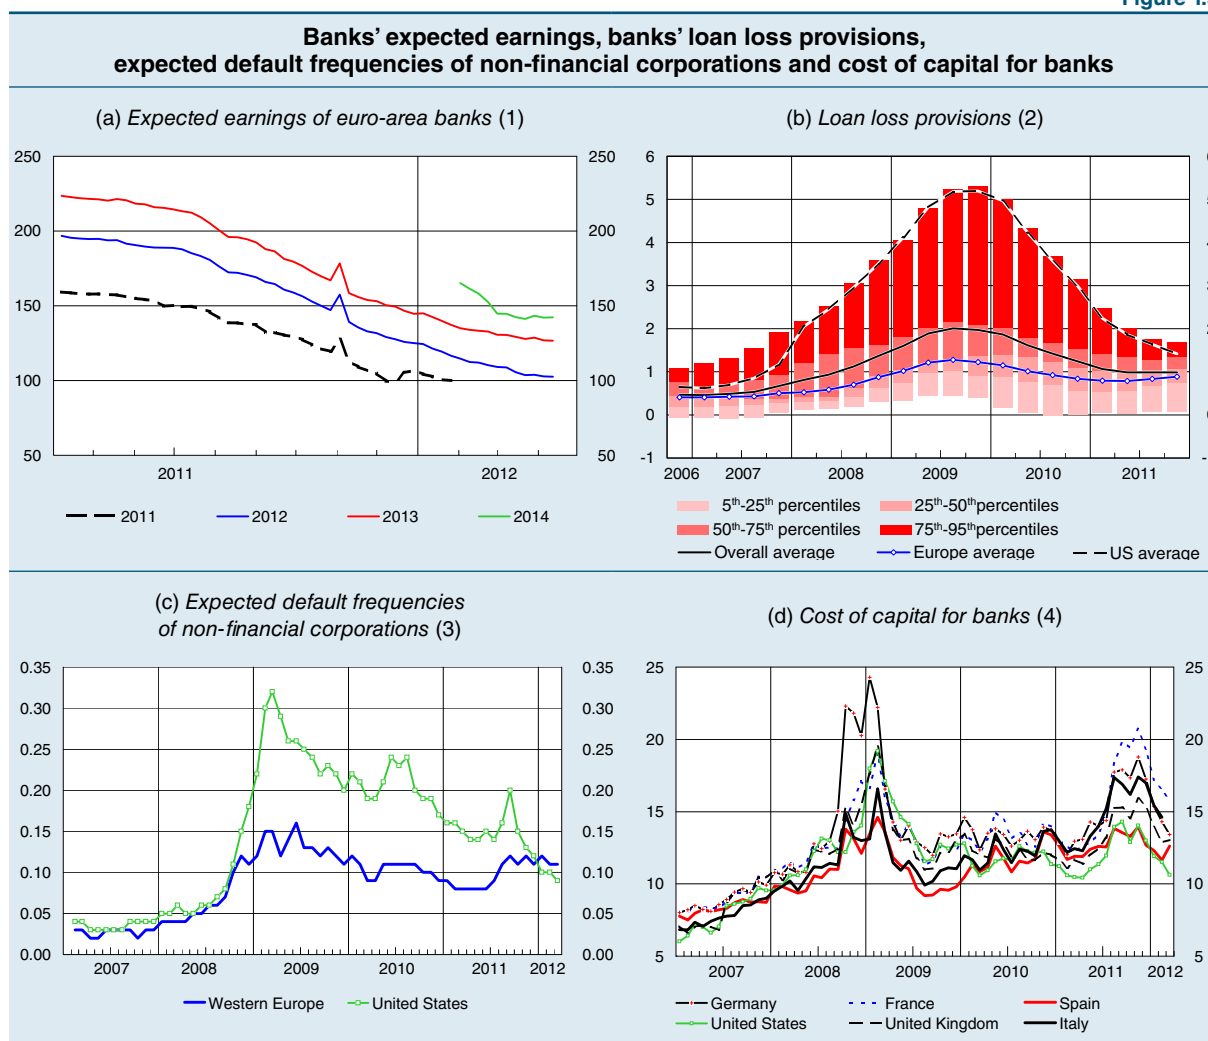 Banks' expected earnings, banks' loan loss provisions,
expected default frequencies of non-financial corporations and cost of capital for banks
(a) Expected earnings of euro-area banks (1)
250 250
200 200
150 150
100 100
50 50
2011 2012
2011 2012 2013 2014
(b) Loan loss provisions (2)
6
5
4
3
2
1
0
-1
2006 2007 2008 2009 2010 2011
5th-25th percentiles 25th-50th percentiles
50th-75th percentiles 75th-95thpercentiles
Overall average Europe average US average
(c) Expected default frequencies
of non-financial corporations (3)
0.35 0.35
0.30 0.30
0.25 0.25
0.20 0.20
0.15 0.15
0.10 0.10
0.05 0.05
0.00 0.00
2007 2008 2009 2010 2011 2012
Western Europe United States
(d) Cost of capital for banks (4)
25 25
20 20
15 15
10 10
5 5
2007 2008 2009 2010 2011 2012
Germany France Spain
United States United Kingdom Italy